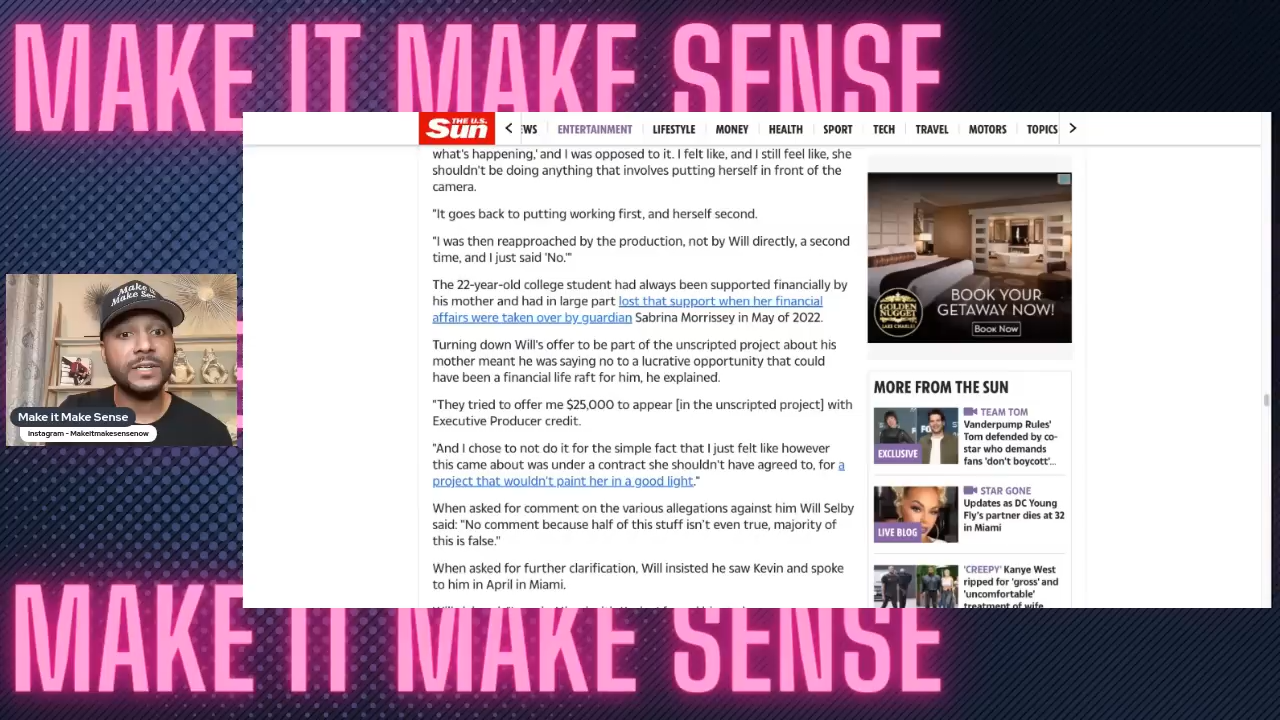 MAKE IT MAKE SENSE
THE U.S.
Sun
EWS
ENTERTAINMENT
LIFESTYLE
MONEY
HEALTH
SPORT
TECH
TRAVEL
MOTORS
TOPICS
what's happening,' and I was opposed to it. I felt like, and I still feel like, she
shouldn't be doing anything that involves putting herself in front of the
camera.
"It goes back to putting working first, and herself second.
"I was then reapproached by the production, not by Will directly, a second
time, and I just said 'No.'"
The 22-year-old college student had always been supported financially by
his mother and had in large part lost that support when her financial
affairs were taken over by guardian Sabrina Morrissey in May of 2022.
Turning down Will's offer to be part of the unscripted project about his
mother meant he was saying no to a lucrative opportunity that could
have been a financial life raft for him, he explained.
"They tried to offer me $25,000 to appear [in the unscripted project] with
Executive Producer credit.
"And I chose to not do it for the simple fact that I just felt like however
this came about was under a contract she shouldn't have agreed to, for a
project that wouldn't paint her in a good light."
When asked for comment on the various allegations against him Will Selby
said: "No comment because half of this stuff isn't even true, majority of
this is false."
When asked for further clarification, Will insisted he saw Kevin and spoke
to him in April in Miami.
BOOK YOUR
GETAWAY NOW!
Book Now
GOLDEN
NUGGET
LAKE CHARLES
MORE FROM THE SUN
TEAM TOM
Vanderpump Rules'
Tom defended by co-
star who demands
fans 'don't boycott'...
EXCLUSIVE
STAR GONE
Updates as DC Young
Fly's partner dies at 32
in Miami
LIVE BLOG
'CREEPY' Kanye West
ripped for 'gross' and
'uncomfortable'
treatment of wife
Make Sense
Make it Make Sense
Instagram - Makeitmakesensenow
MAKE IT MAKE SENSE